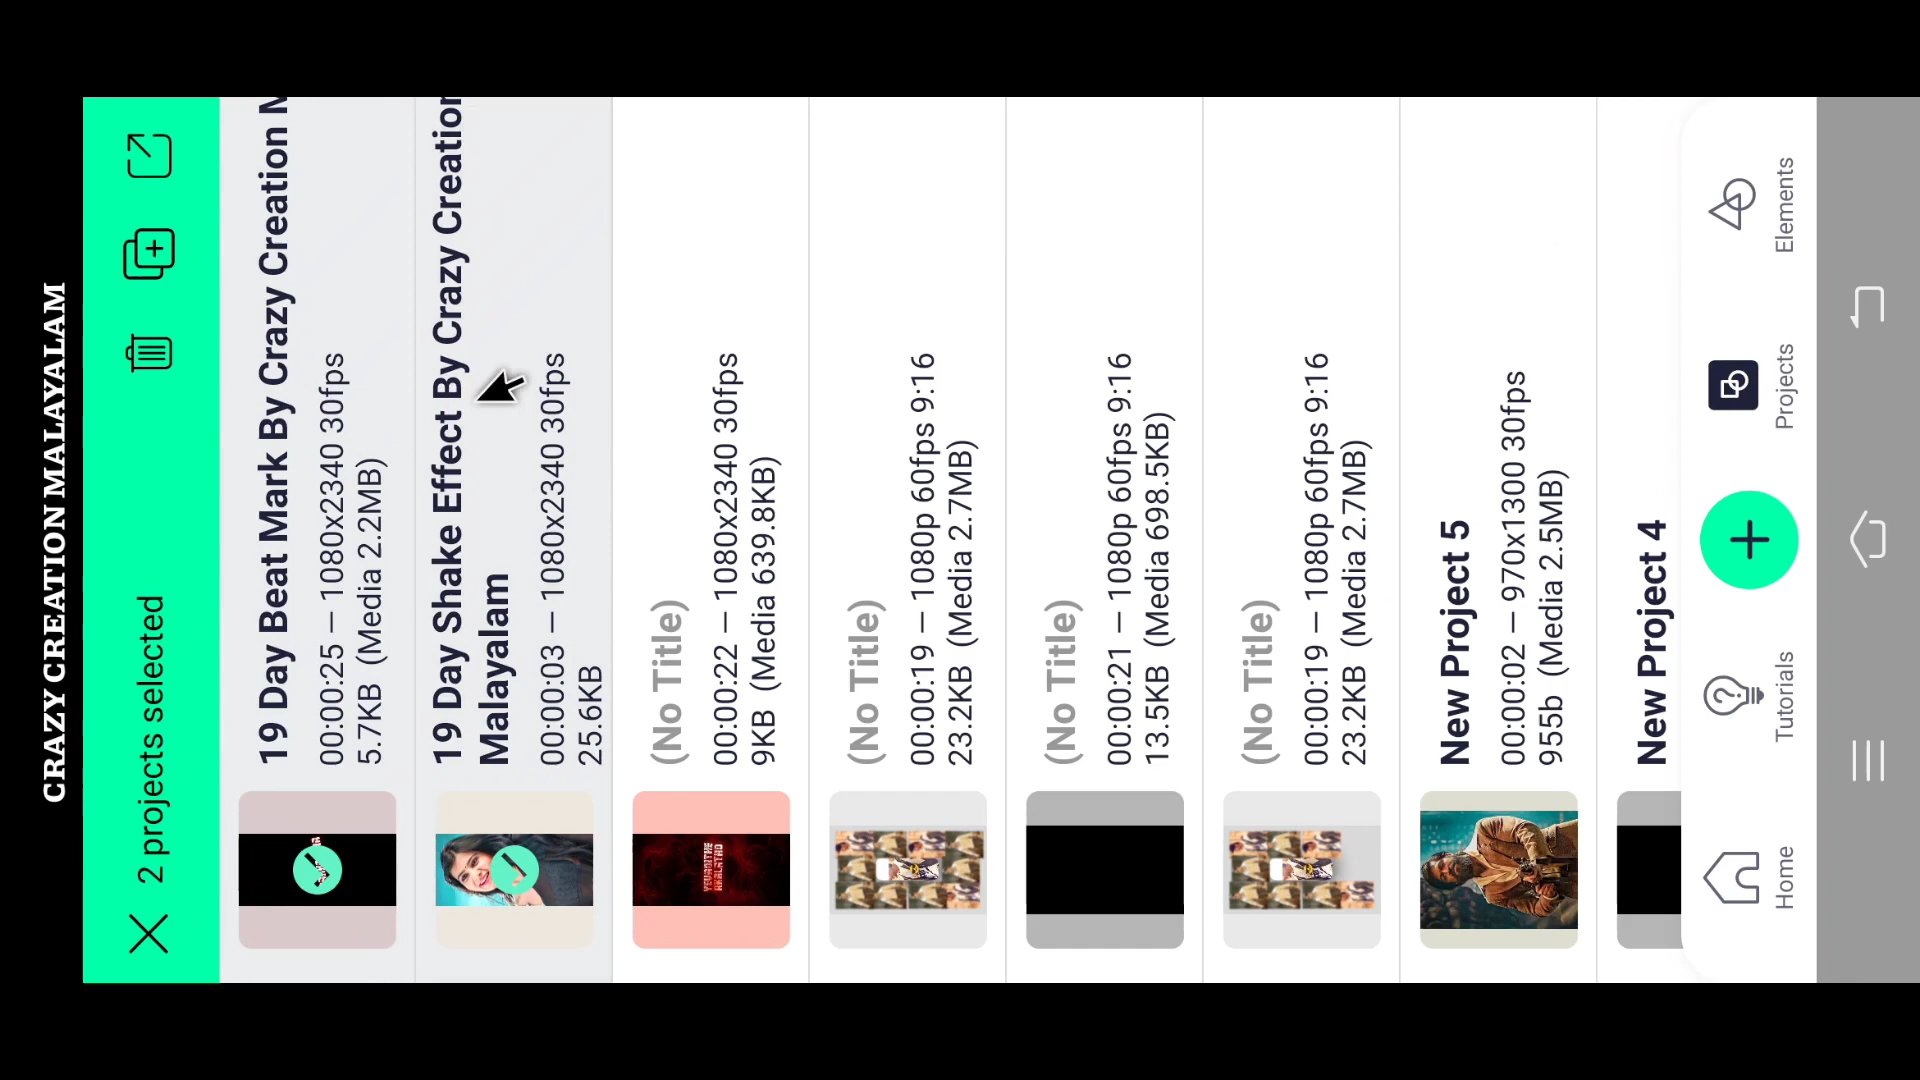 CRAZY CREATION MALAYALAM
2 projects selected
19 Day Beat Mark By Crazy Creation
00:00:25 — 1080x2340 30fps
5.7KB (Media 2.2MB)
19 Day Shake Effect By Crazy Creation
Malayalam
00:00:03 — 1080x2340 30fps
25.6KB
(No Title)
00:00:22 — 1080x2340 30fps
9KB (Media 639.8KB)
(No Title)
00:00:19 — 1080p 60fps 9:16
23.2KB (Media 2.7MB)
(No Title)
00:00:21 — 1080p 60fps 9:16
13.5KB (Media 698.5KB)
(No Title)
00:00:19 — 1080p 60fps 9:16
23.2KB (Media 2.7MB)
New Project 5
00:00:02 — 970x1300 30fps
955b (Media 2.5MB)
New Project 4
Home
Tutorials
Projects
Elements